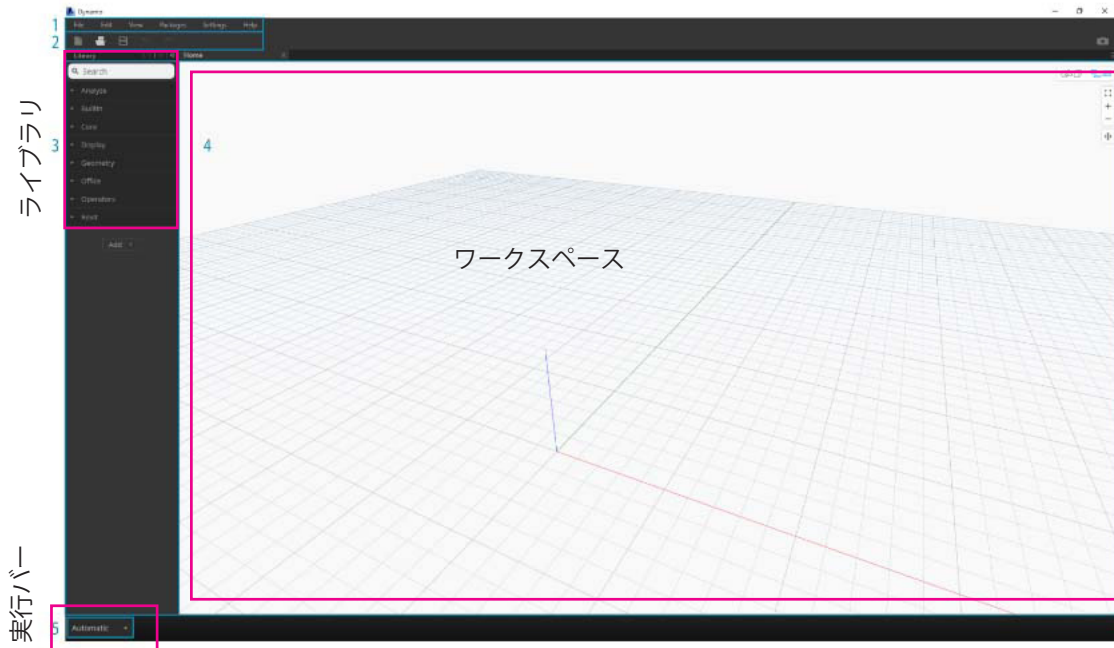 Dynamo
1
File Edit View Packages Settings Help
2
Library
Home
Search
Analyze
BuiltIn
Core
ライブラリ
3
Display
4
Geometry
Office
Operators
Revit
Add
ワークスペース
実行バー
5
Automatic